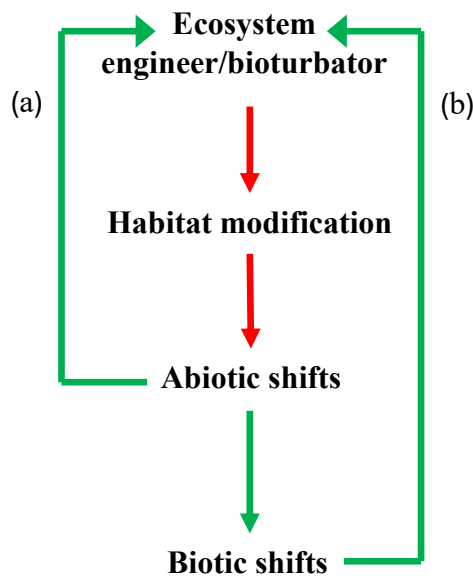 Ecosystem
engineer/bioturbator
(a)
(b)
Habitat modification
Abiotic shifts
Biotic shifts